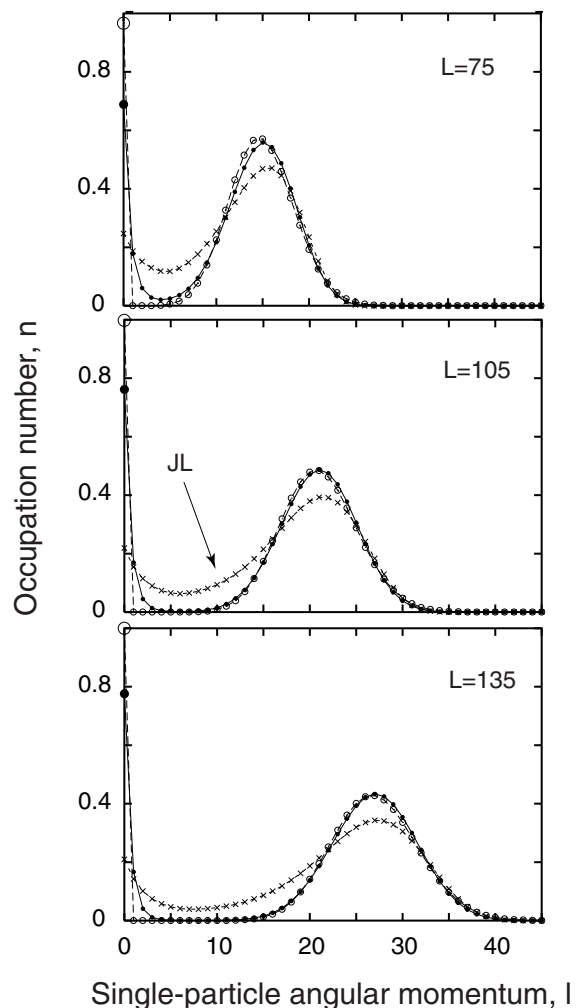 0.8
L=75
0.4
0
0.8
L=105
JL
0.4
0
Occupation number, n
0.8
L=135
0.4
0
0 10 20 30 40
Single-particle angular momentum, l